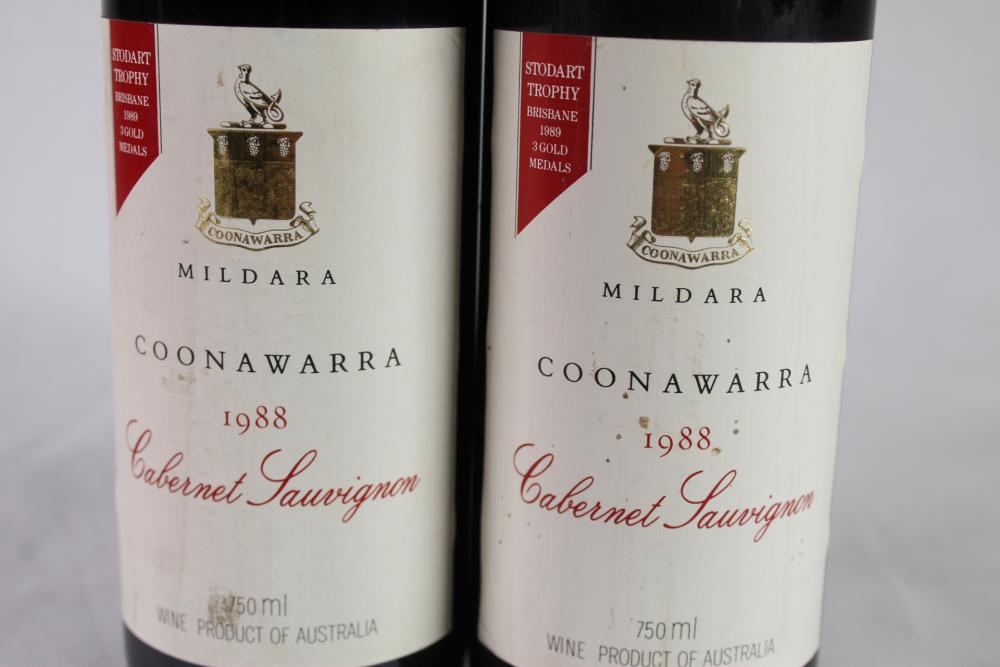 STODART
TROPHY
BRISBANE
1989
3 GOLD
MEDALS
COONAWARRA
MILDARA
COONAWARRA
1988
Cabernet Sauvignon
750 ml
WINE PRODUCT OF AUSTRALIA
STODART
TROPHY
BRISBANE
1989
3 GOLD
MEDALS
COONAWARRA
MILDARA
COONAWARRA
1988
Cabernet Sauvignon
750 ml
WINE PRODUCT OF AUSTRALIA